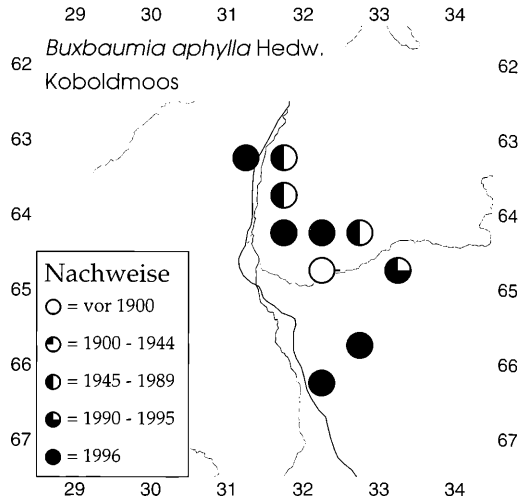 29 30 31 32 33 34
Buxbaumia aphylla Hedw.
Koboldmoos
62 62
63 63
64 64
65 65
66 66
67 67
Nachweise
= vor 1900
= 1900 - 1944
= 1945 - 1989
= 1990 - 1995
= 1996
29 30 31 32 33 34